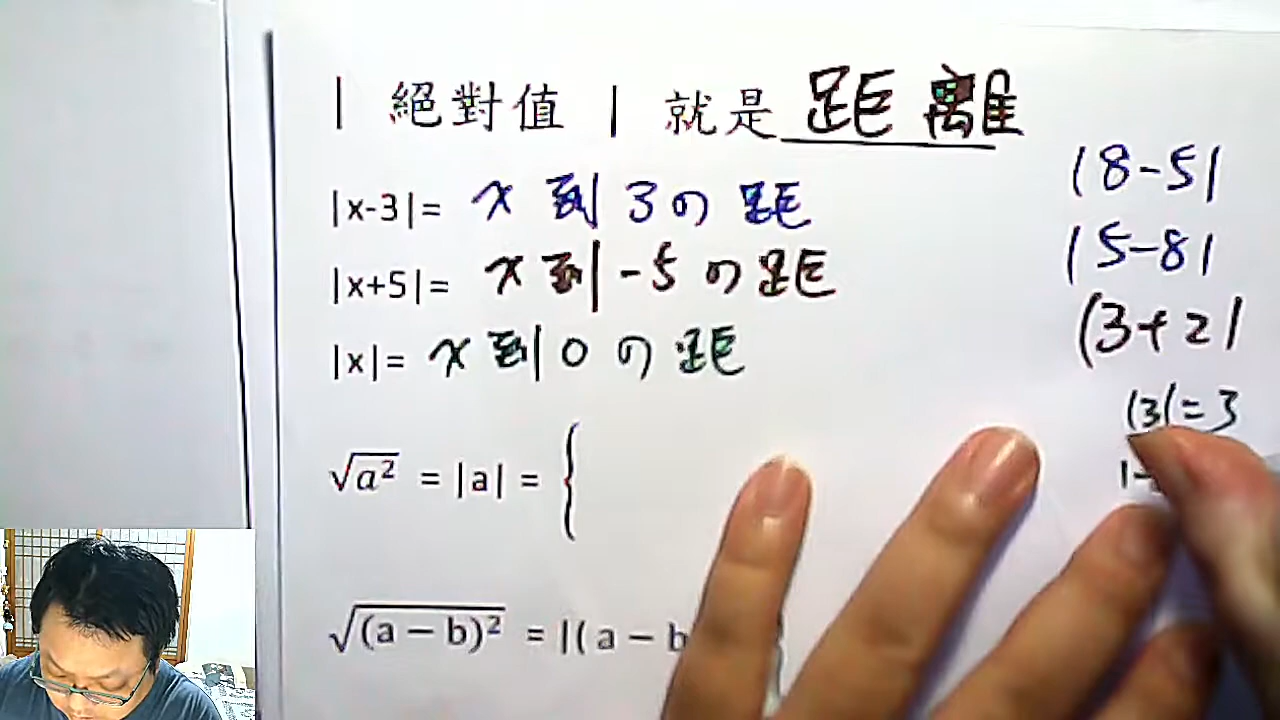 | 絕對值 | 就是 距離
|x-3|= x 到 3 の 距
|x+5|= x 到 -5 の 距
|x|= x 到 0 の 距
√a² = |a| = {
√(a − b)² = |( a − b
|8-5|
|5-8|
|3+2|
|3|=3
|-